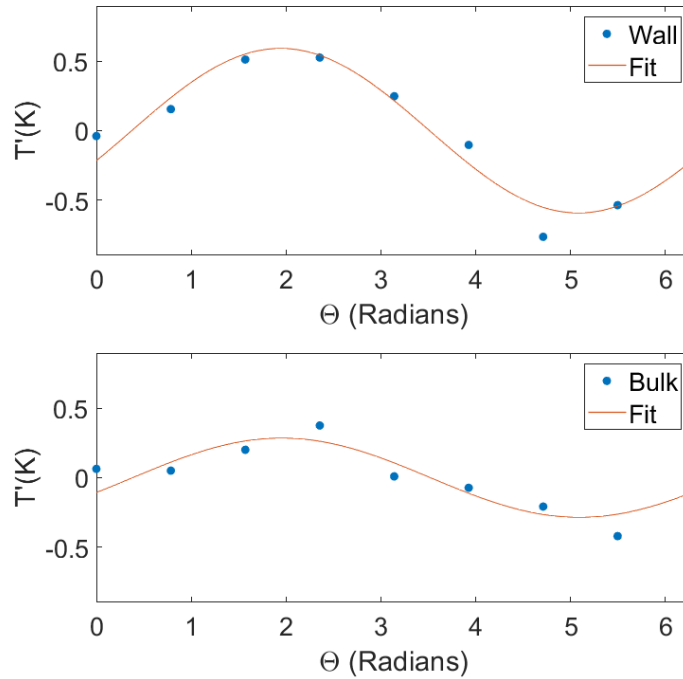 Wall
Fit
0.5
0
-0.5
T'(K)
0 1 2 3 4 5 6
Θ (Radians)
Bulk
Fit
0.5
0
-0.5
T'(K)
0 1 2 3 4 5 6
Θ (Radians)